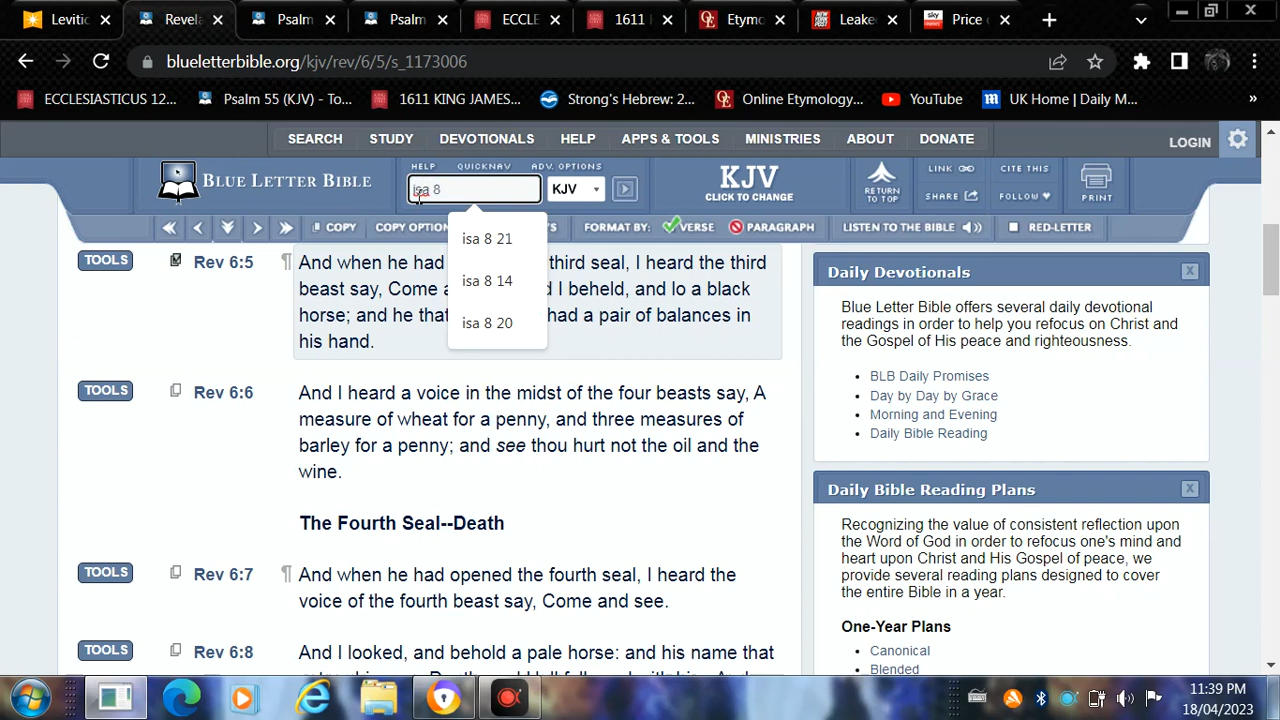 Levitic
Revela
Psalm
Psalm
ECCLE
1611 K
Etymo
Leake
Price o
blueletterbible.org/kjv/rev/6/5/s_1173006
ECCLESIASTICUS 12...
Psalm 55 (KJV) - To...
1611 KING JAMES...
Strong's Hebrew: 2...
Online Etymology...
YouTube
UK Home | Daily M...
»
SEARCH STUDY DEVOTIONALS HELP APPS & TOOLS MINISTRIES ABOUT DONATE
LOGIN
HELP QUICKNAV ADV. OPTIONS
BLUE LETTER BIBLE
isa 8
KJV
KJV
CLICK TO CHANGE
RETURN
TO TOP
LINK
SHARE
CITE THIS
FOLLOW
PRINT
COPY COPY OPTION 'S FORMAT BY: VERSE PARAGRAPH LISTEN TO THE BIBLE RED-LETTER
isa 8 21
isa 8 14
isa 8 20
TOOLS Rev 6:5 ¶ And when he had third seal, I heard the third
beast say, Come a d I beheld, and lo a black
horse; and he that had a pair of balances in
his hand.
TOOLS Rev 6:6 And I heard a voice in the midst of the four beasts say, A
measure of wheat for a penny, and three measures of
barley for a penny; and see thou hurt not the oil and the
wine.
The Fourth Seal--Death
TOOLS Rev 6:7 ¶ And when he had opened the fourth seal, I heard the
voice of the fourth beast say, Come and see.
TOOLS Rev 6:8 And I looked, and behold a pale horse: and his name that
Daily Devotionals
X
Blue Letter Bible offers several daily devotional
readings in order to help you refocus on Christ and
the Gospel of His peace and righteousness.
BLB Daily Promises
Day by Day by Grace
Morning and Evening
Daily Bible Reading
Daily Bible Reading Plans
X
Recognizing the value of consistent reflection upon
the Word of God in order to refocus one's mind and
heart upon Christ and His Gospel of peace, we
provide several reading plans designed to cover
the entire Bible in a year.
One-Year Plans
Canonical
Blended
11:39 PM
18/04/2023